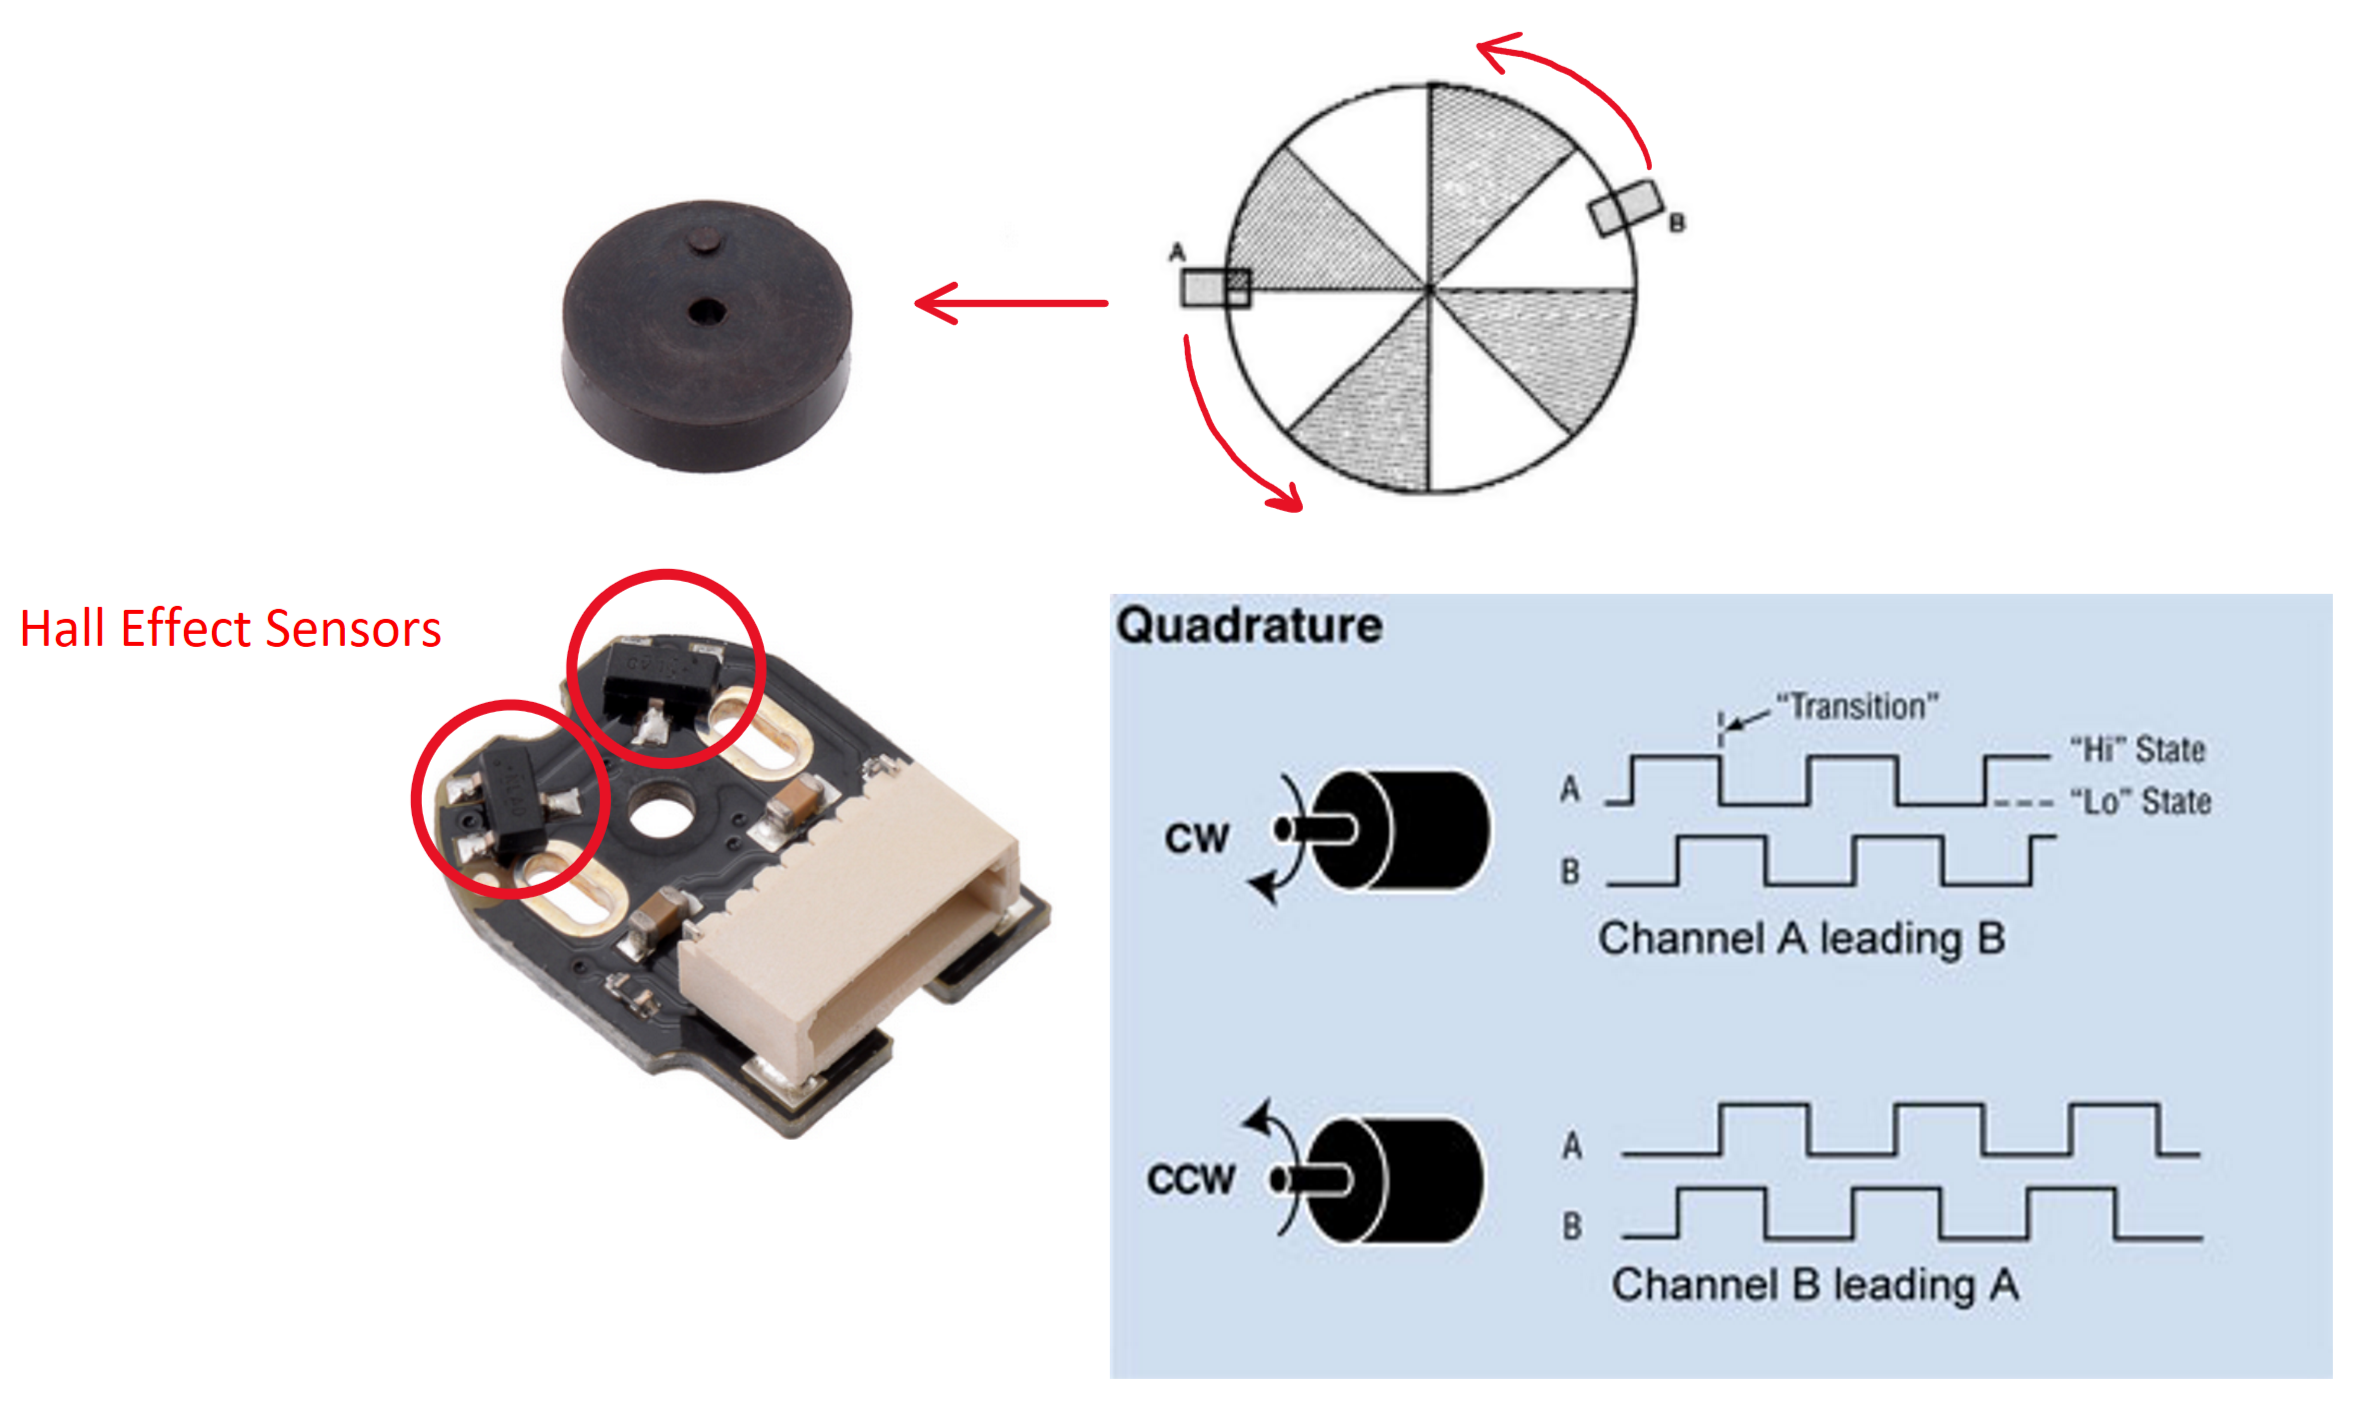 A
B
Hall Effect Sensors
Quadrature
“Transition”
“Hi” State
A
“Lo” State
CW
B
Channel A leading B
A
CCW
B
Channel B leading A